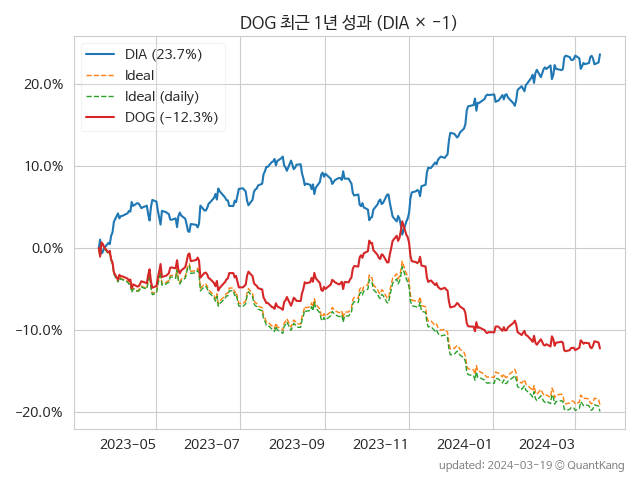 DOG 최근 1년 성과 (DIA × −1)
DIA (23.7%)
Ideal
Ideal (daily)
DOG (−12.3%)
20.0%
10.0%
0.0%
−10.0%
−20.0%
2023-05
2023-07
2023-09
2023-11
2024-01
2024-03
updated: 2024-03-19 © QuantKang